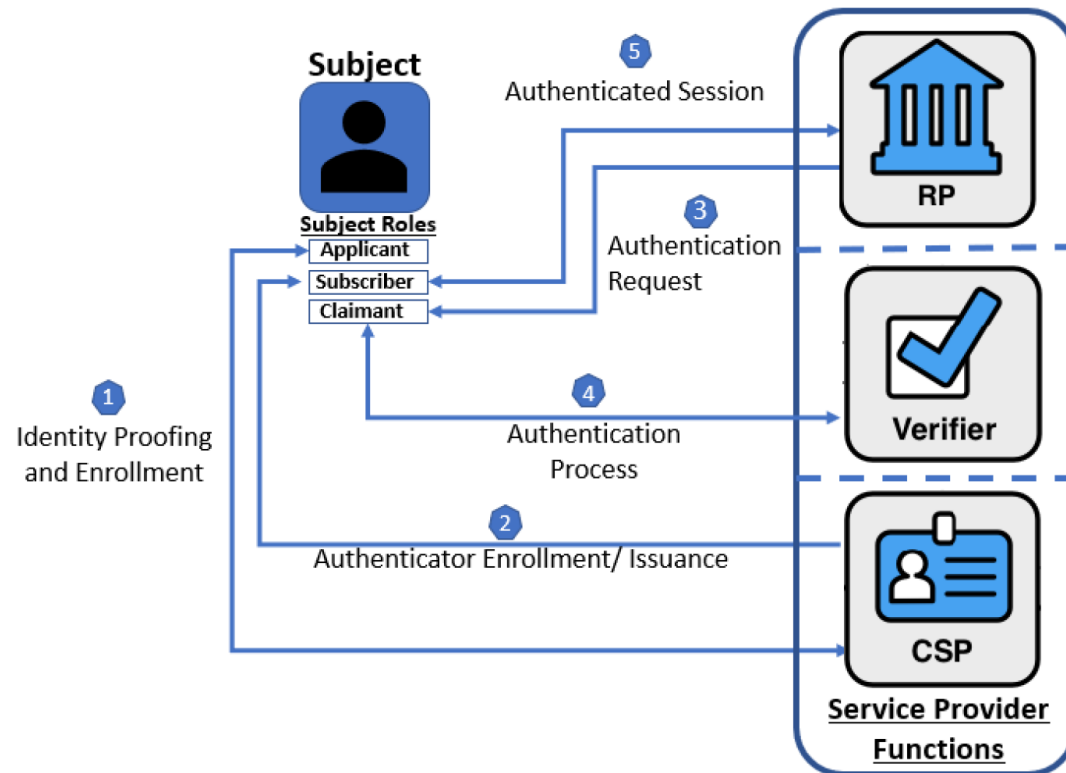 Subject
Subject Roles
Applicant
Subscriber
Claimant
5
Authenticated Session
3
Authentication
Request
1
Identity Proofing
and Enrollment
4
Authentication
Process
2
Authenticator Enrollment/ Issuance
RP
Verifier
CSP
Service Provider
Functions